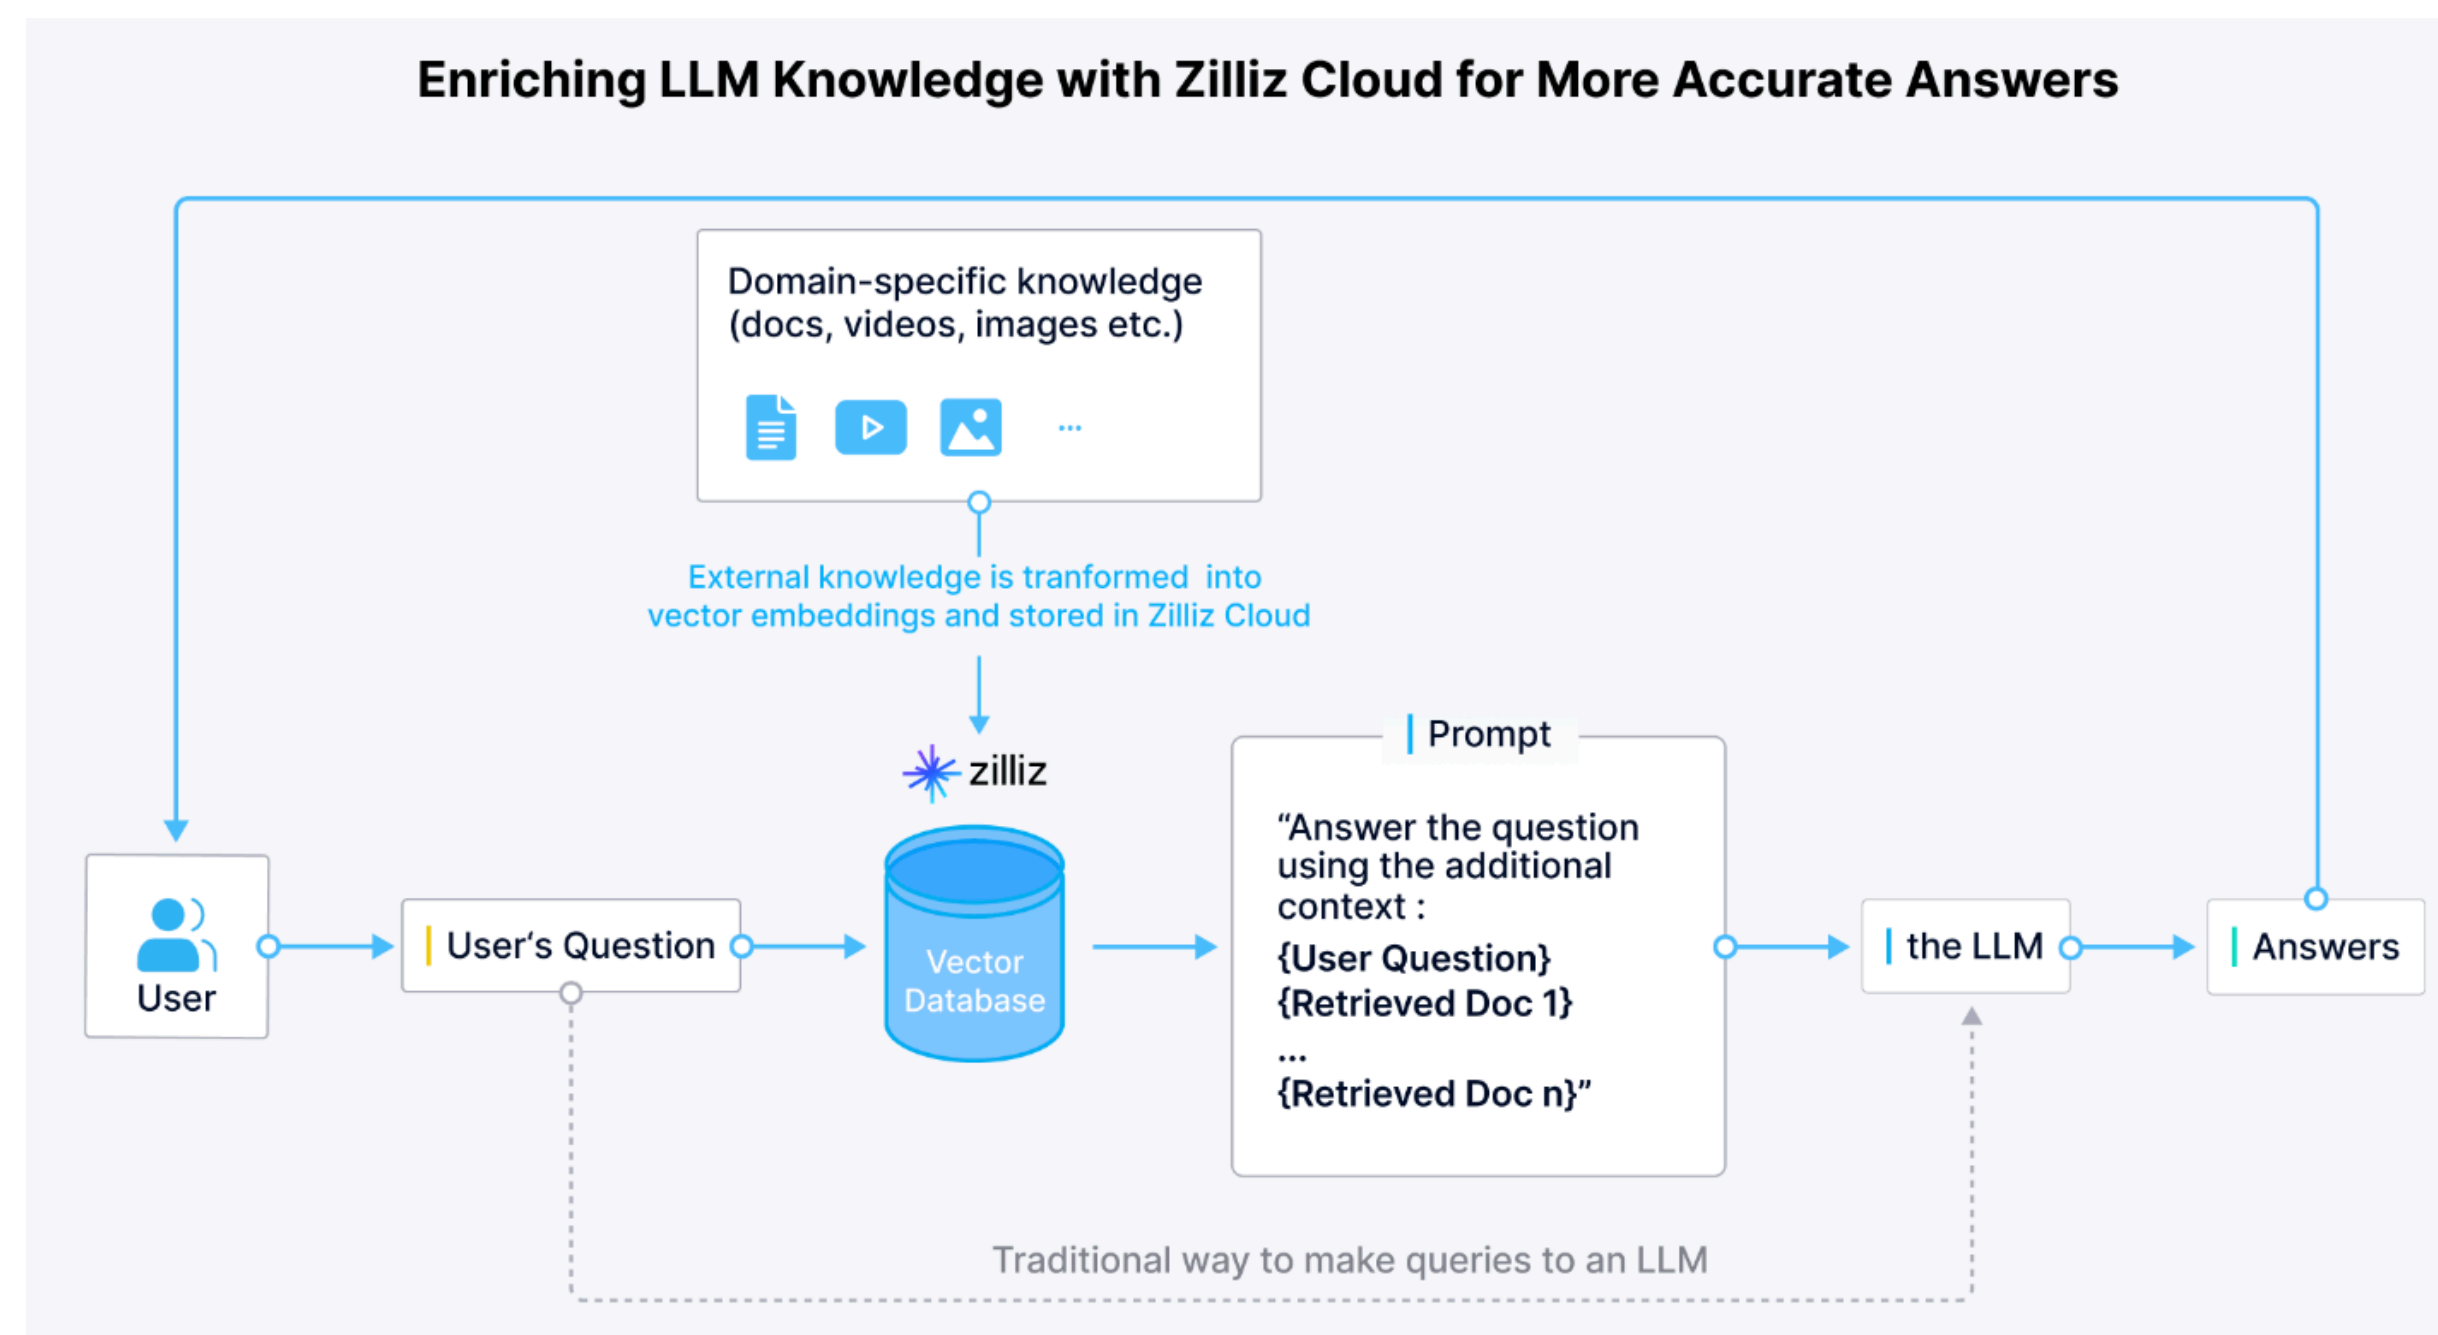 Enriching LLM Knowledge with Zilliz Cloud for More Accurate Answers
Domain-specific knowledge
(docs, videos, images etc.)
...
External knowledge is tranformed  into
vector embeddings and stored in Zilliz Cloud
zilliz
User
User‘s Question
Vector
Database
Prompt
“Answer the question
using the additional
context :
{User Question}
{Retrieved Doc 1}
...
{Retrieved Doc n}”
the LLM
Answers
Traditional way to make queries to an LLM